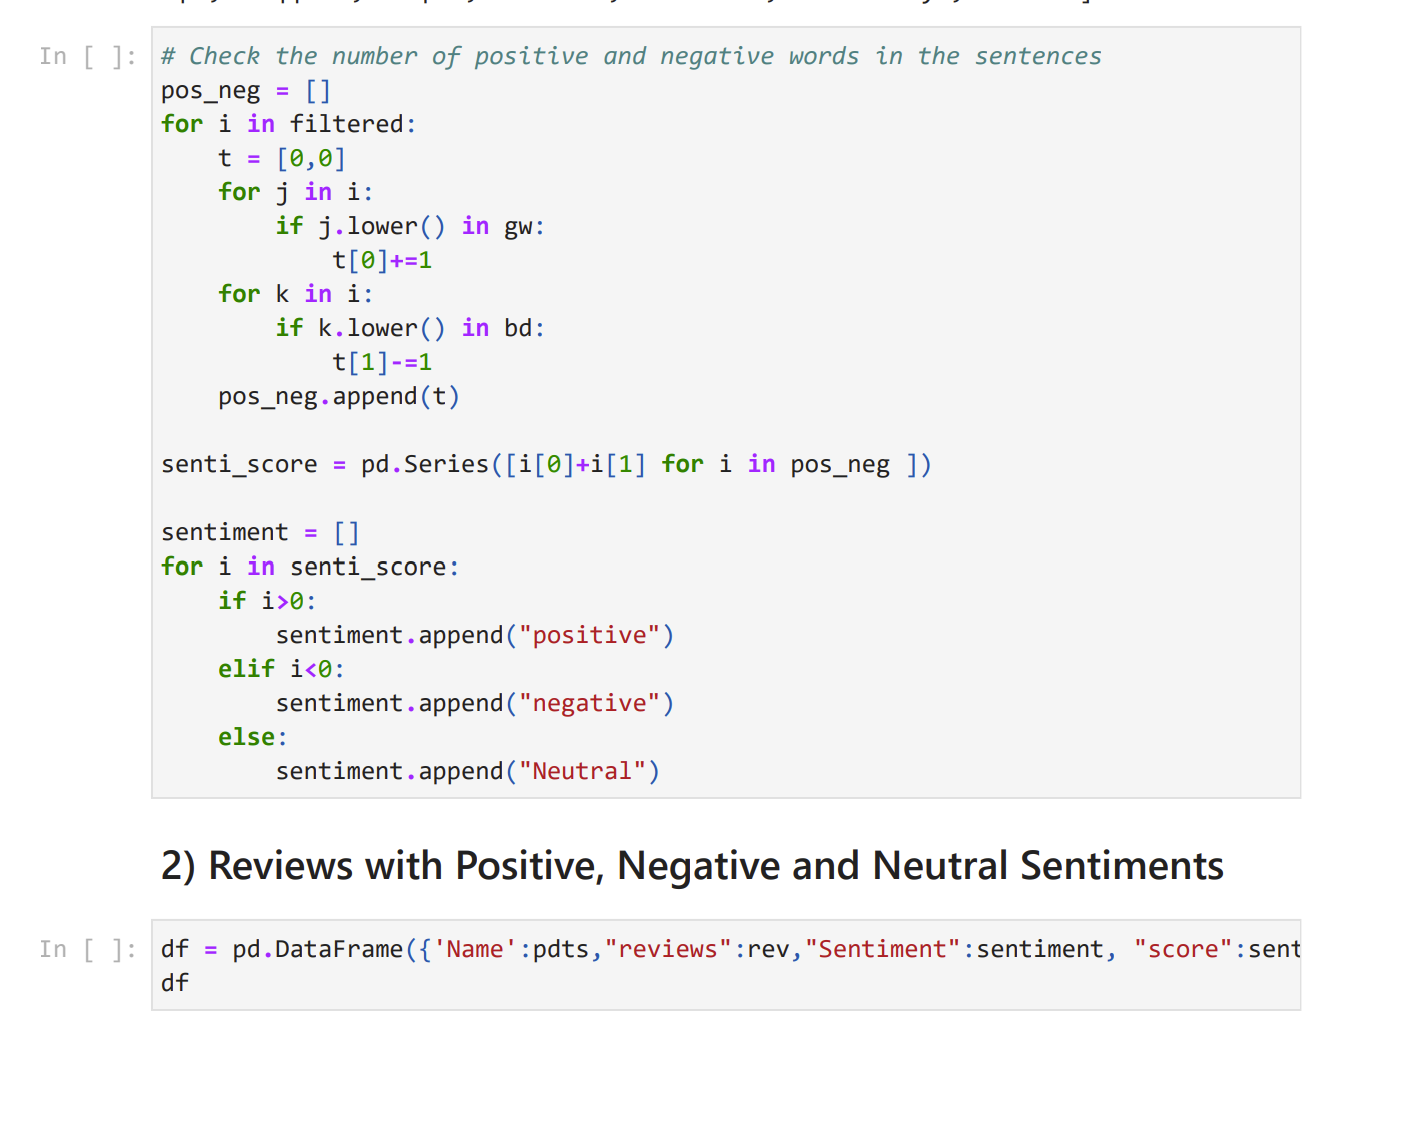 In [ ]:
# Check the number of positive and negative words in the sentences
pos_neg = []
for i in filtered:
    t = [0,0]
    for j in i:
        if j.lower() in gw:
            t[0]+=1
    for k in i:
        if k.lower() in bd:
            t[1]-=1
    pos_neg.append(t)

senti_score = pd.Series([i[0]+i[1] for i in pos_neg ])

sentiment = []
for i in senti_score:
    if i>0:
        sentiment.append("positive")
    elif i<0:
        sentiment.append("negative")
    else:
        sentiment.append("Neutral")
2) Reviews with Positive, Negative and Neutral Sentiments
In [ ]:
df = pd.DataFrame({'Name':pdts,"reviews":rev,"Sentiment":sentiment, "score":sent
df